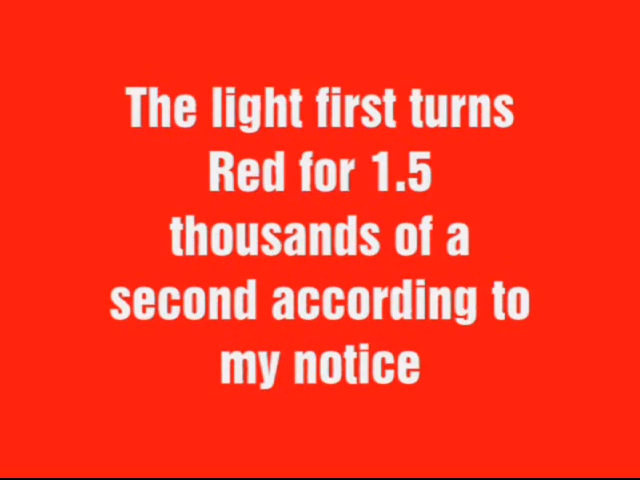 The light first turns
Red for 1.5
thousands of a
second according to
my notice